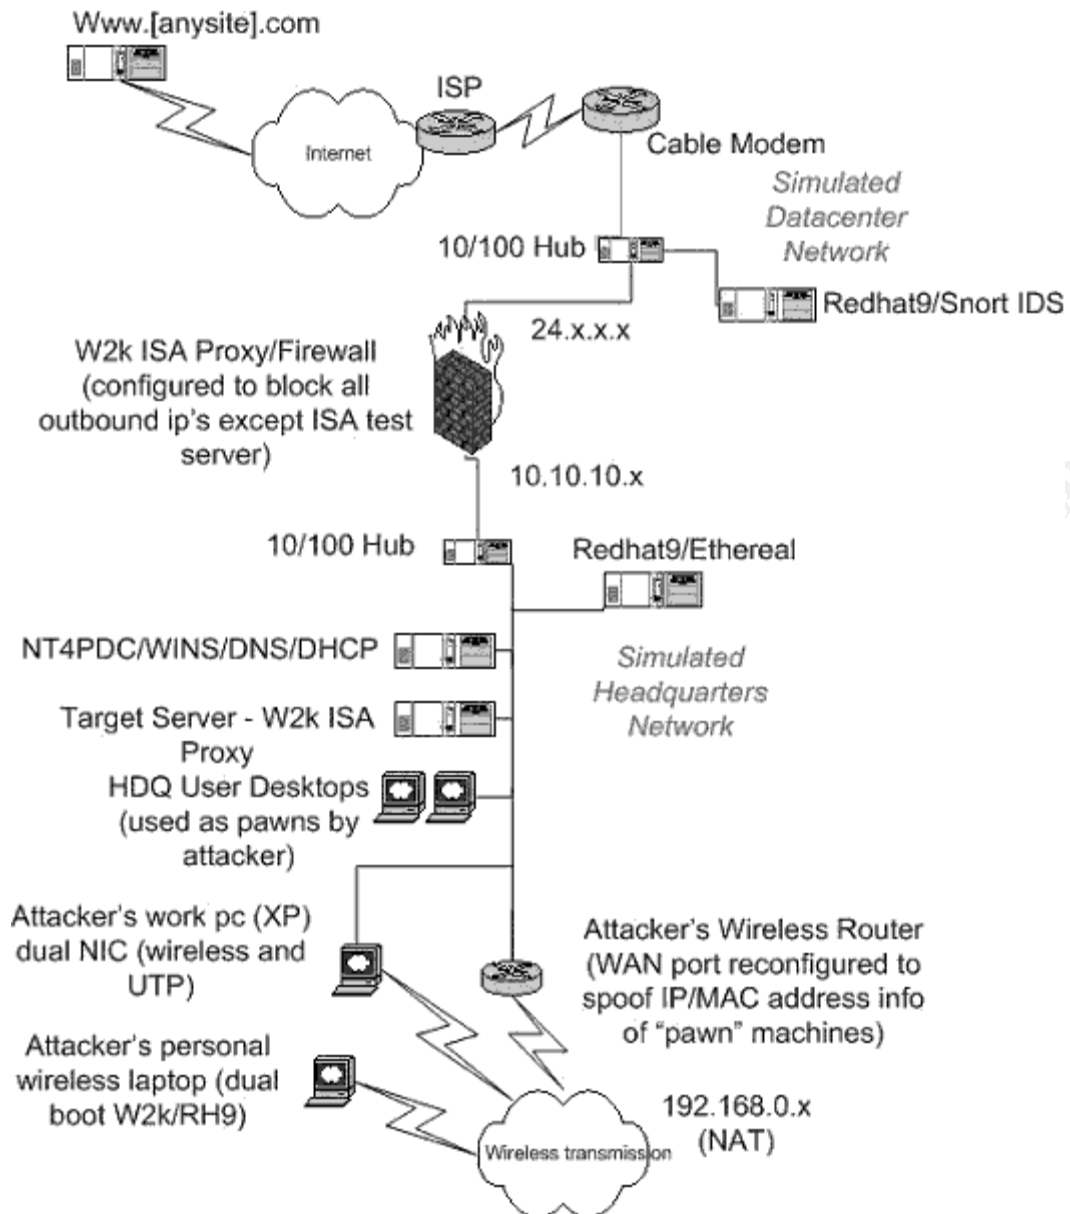 Www.[anysite].com
ISP
Internet
Cable Modem
Simulated
Datacenter
Network
10/100 Hub
Redhat9/Snort IDS
24.x.x.x
W2k ISA Proxy/Firewall
(configured to block all
outbound ip's except ISA test
server)
10.10.10.x
10/100 Hub
Redhat9/Ethereal
NT4PDC/WINS/DNS/DHCP
Simulated
Headquarters
Network
Target Server - W2k ISA
Proxy
HDQ User Desktops
(used as pawns by
attacker)
Attacker's work pc (XP)
dual NIC (wireless and
UTP)
Attacker's Wireless Router
(WAN port reconfigured to
spoof IP/MAC address info
of "pawn" machines)
Attacker's personal
wireless laptop (dual
boot W2k/RH9)
192.168.0.x
(NAT)
Wireless transmission